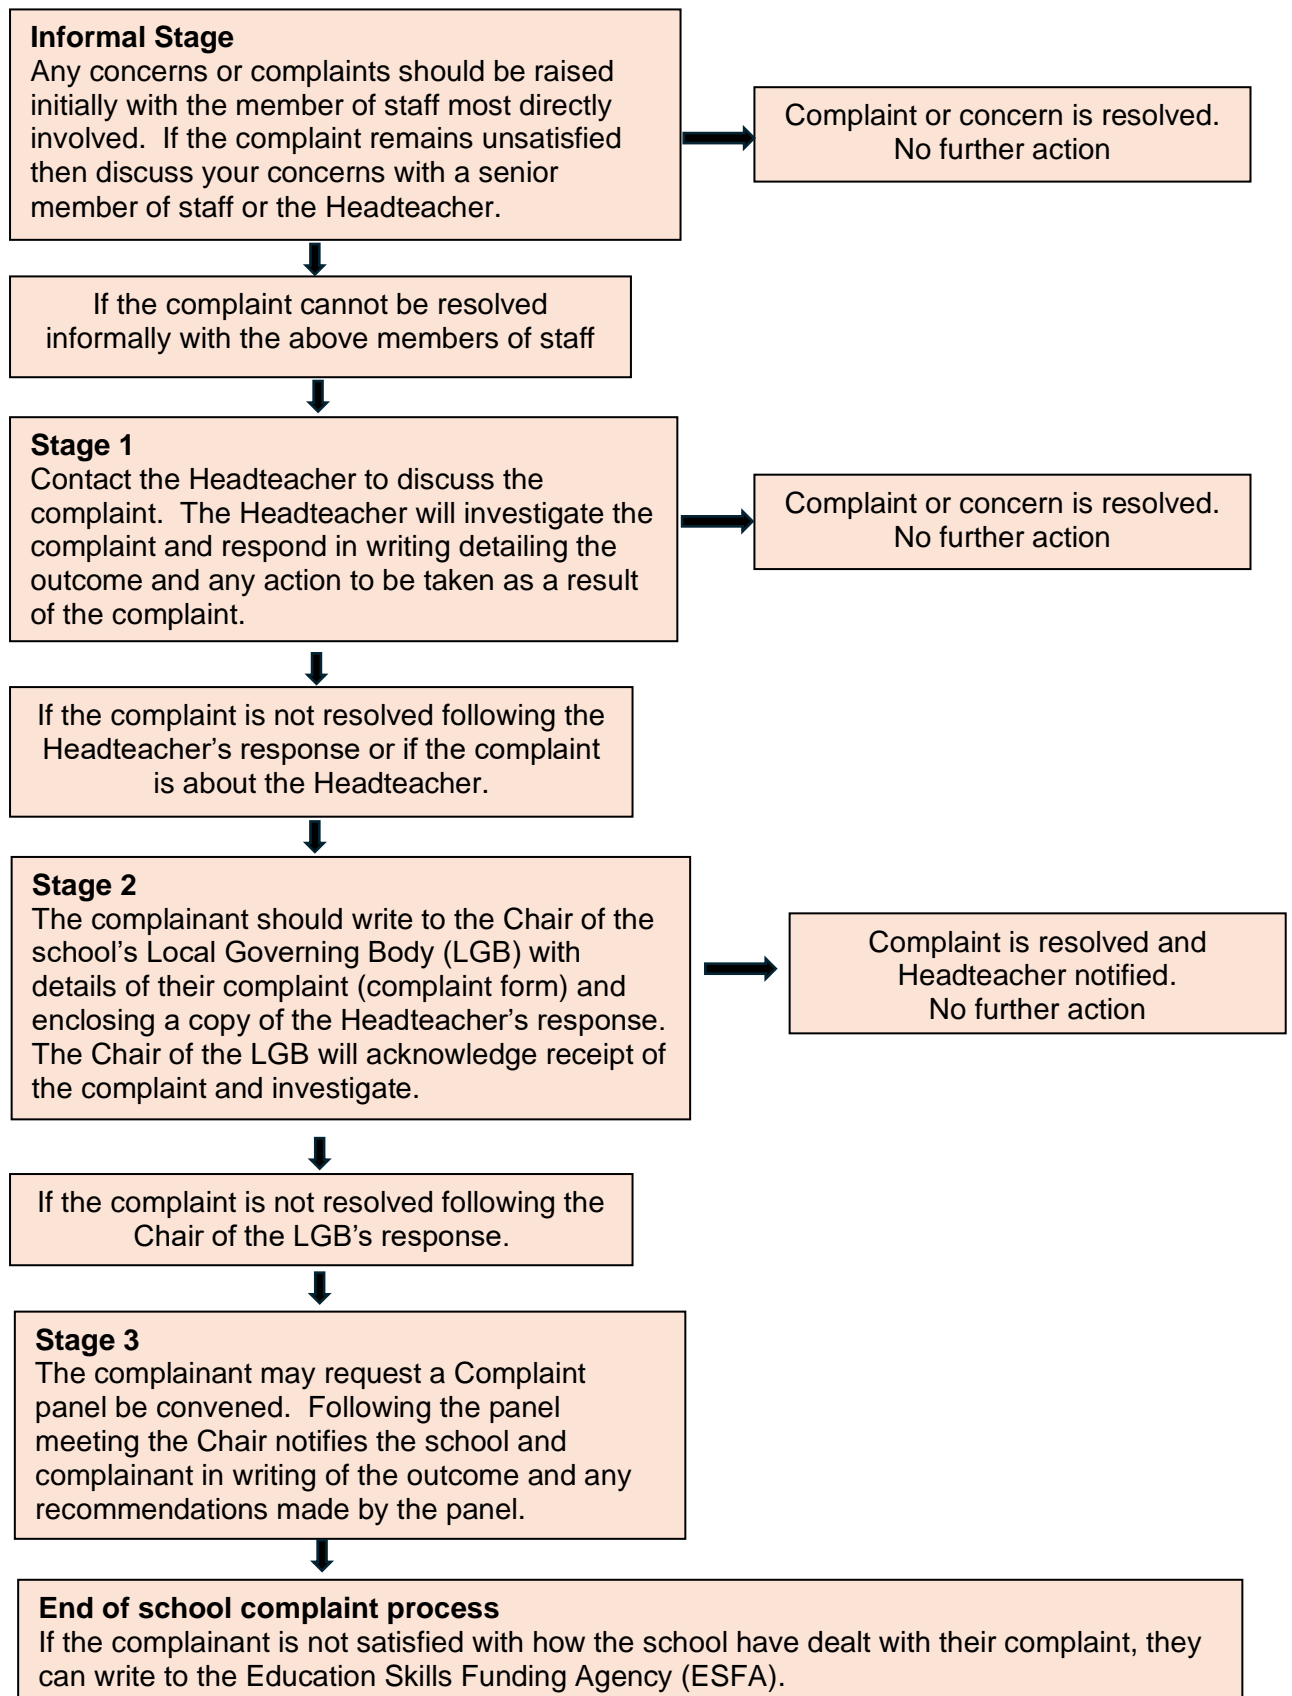 Informal Stage
Any concerns or complaints should be raised
initially with the member of staff most directly
involved.  If the complaint remains unsatisfied
then discuss your concerns with a senior
member of staff or the Headteacher.
Complaint or concern is resolved.
No further action
If the complaint cannot be resolved
informally with the above members of staff
Stage 1
Contact the Headteacher to discuss the
complaint.  The Headteacher will investigate the
complaint and respond in writing detailing the
outcome and any action to be taken as a result
of the complaint.
Complaint or concern is resolved.
No further action
If the complaint is not resolved following the
Headteacher’s response or if the complaint
is about the Headteacher.
Stage 2
The complainant should write to the Chair of the
school’s Local Governing Body (LGB) with
details of their complaint (complaint form) and
enclosing a copy of the Headteacher’s response.
The Chair of the LGB will acknowledge receipt of
the complaint and investigate.
Complaint is resolved and
Headteacher notified.
No further action
If the complaint is not resolved following the
Chair of the LGB’s response.
Stage 3
The complainant may request a Complaint
panel be convened.  Following the panel
meeting the Chair notifies the school and
complainant in writing of the outcome and any
recommendations made by the panel.
End of school complaint process
If the complainant is not satisfied with how the school have dealt with their complaint, they
can write to the Education Skills Funding Agency (ESFA).